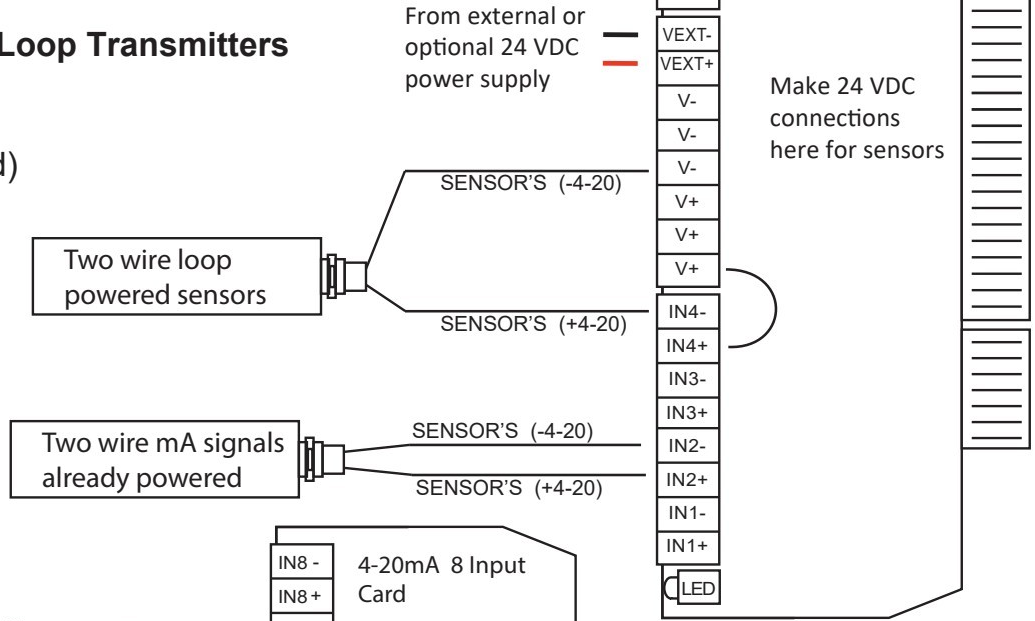 Loop Transmitters
From external or
optional 24 VDC
power supply
d)
SENSOR'S (-4-20)
Two wire loop
powered sensors
SENSOR'S (+4-20)
SENSOR'S (-4-20)
Two wire mA signals
already powered
SENSOR'S (+4-20)
VEXT-
VEXT+
V-
V-
V-
V+
V+
V+
IN4-
IN4+
IN3-
IN3+
IN2-
IN2+
IN1-
IN1+
LED
Make 24 VDC
connections
here for sensors
IN8 -
IN8 +
4-20mA 8 Input
Card